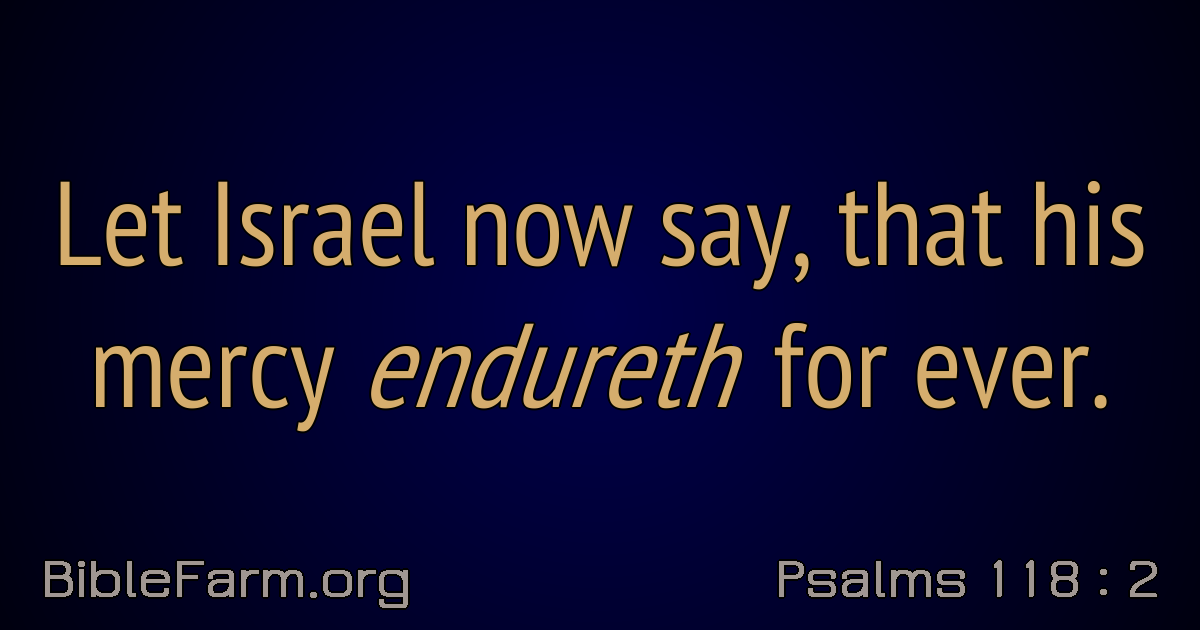 Let Israel now say, that his
mercy endureth for ever.
BibleFarm.org
Psalms 118 : 2